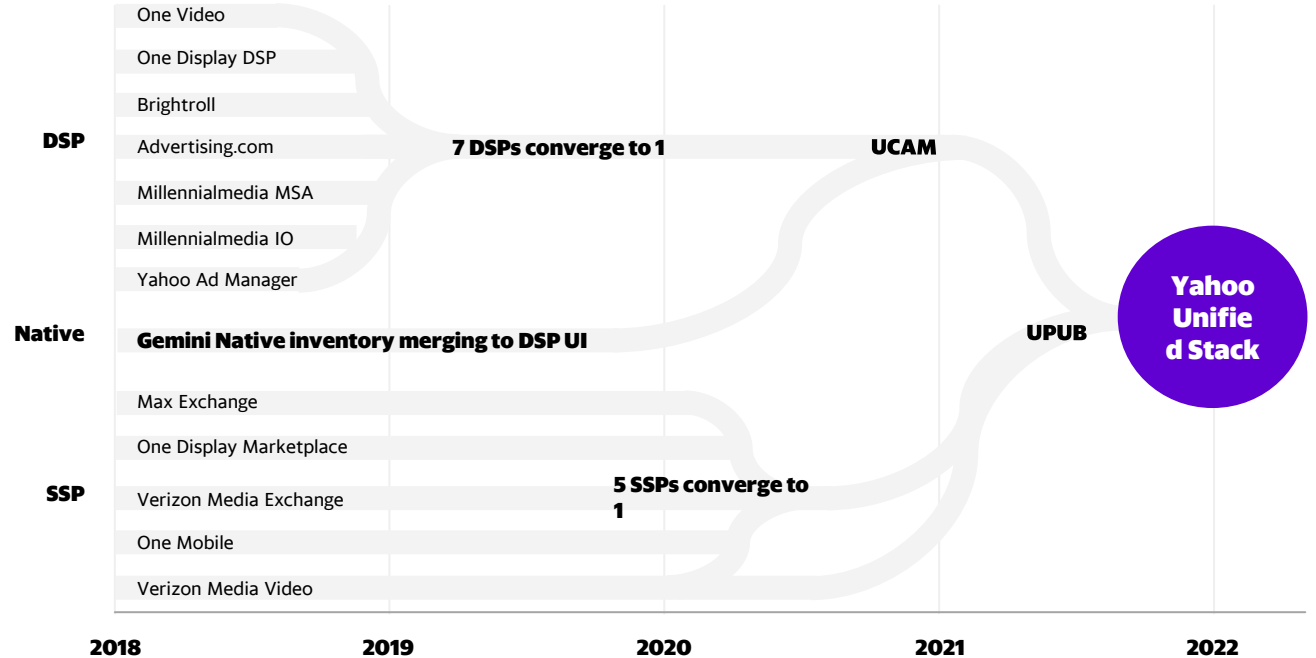 One Video
One Display DSP
Brightroll
DSP
Advertising.com
7 DSPs converge to 1
UCAM
Millennialmedia MSA
Millennialmedia IO
Yahoo Ad Manager
Yahoo
Unifie
d Stack
Native
Gemini Native inventory merging to DSP UI
UPUB
Max Exchange
One Display Marketplace
SSP
Verizon Media Exchange
5 SSPs converge to
1
One Mobile
Verizon Media Video
2018
2019
2020
2021
2022